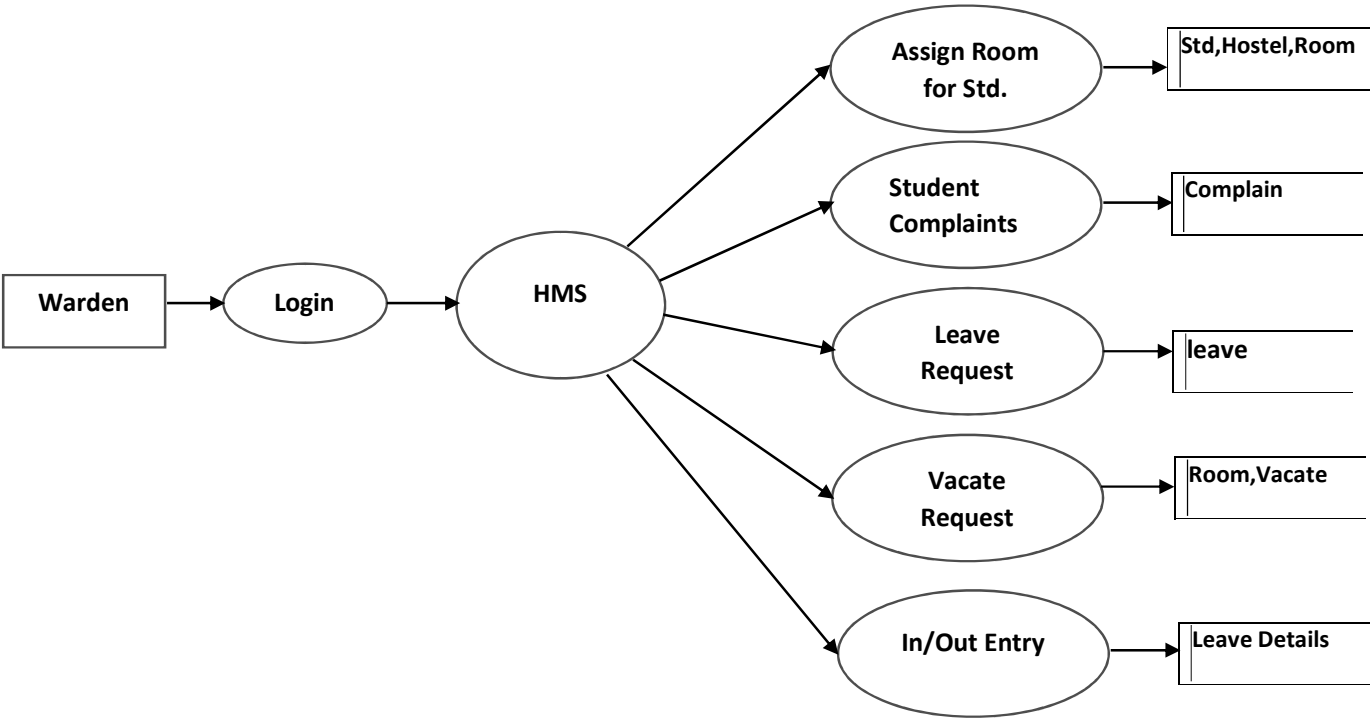 Warden
Login
HMS
Assign Room
for Std.
Std,Hostel,Room
Student
Complaints
Complain
Leave
Request
leave
Vacate
Request
Room,Vacate
In/Out Entry
Leave Details